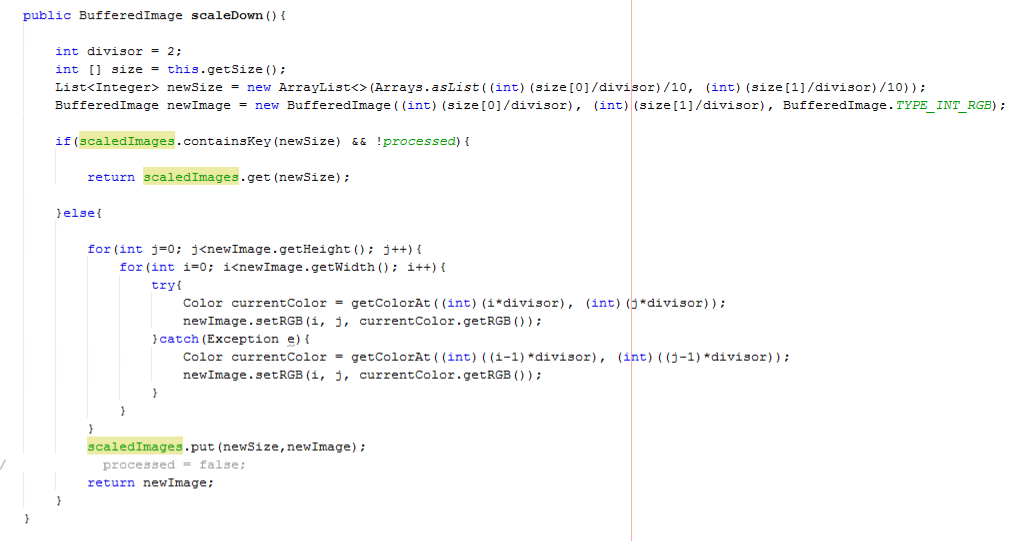 public BufferedImage scaleDown(){
int divisor = 2;
int [] size = this.getSize();
List<Integer> newSize = new ArrayList<>(Arrays.asList((int)(size[0]/divisor)/10, (int)(size[1]/divisor)/10));
BufferedImage newImage = new BufferedImage((int)(size[0]/divisor), (int)(size[1]/divisor), BufferedImage.TYPE_INT_RGB);
if(scaledImages.containsKey(newSize) && !processed){
return scaledImages.get(newSize);
}else{
for(int j=0; j<newImage.getHeight(); j++){
for(int i=0; i<newImage.getWidth(); i++){
try{
Color currentColor = getColorAt((int)(i*divisor), (int)(j*divisor));
newImage.setRGB(i, j, currentColor.getRGB());
}catch(Exception e){
Color currentColor = getColorAt((int)((i-1)*divisor), (int)((j-1)*divisor));
newImage.setRGB(i, j, currentColor.getRGB());
}
}
}
scaledImages.put(newSize,newImage);
/ processed = false;
return newImage;
}
}